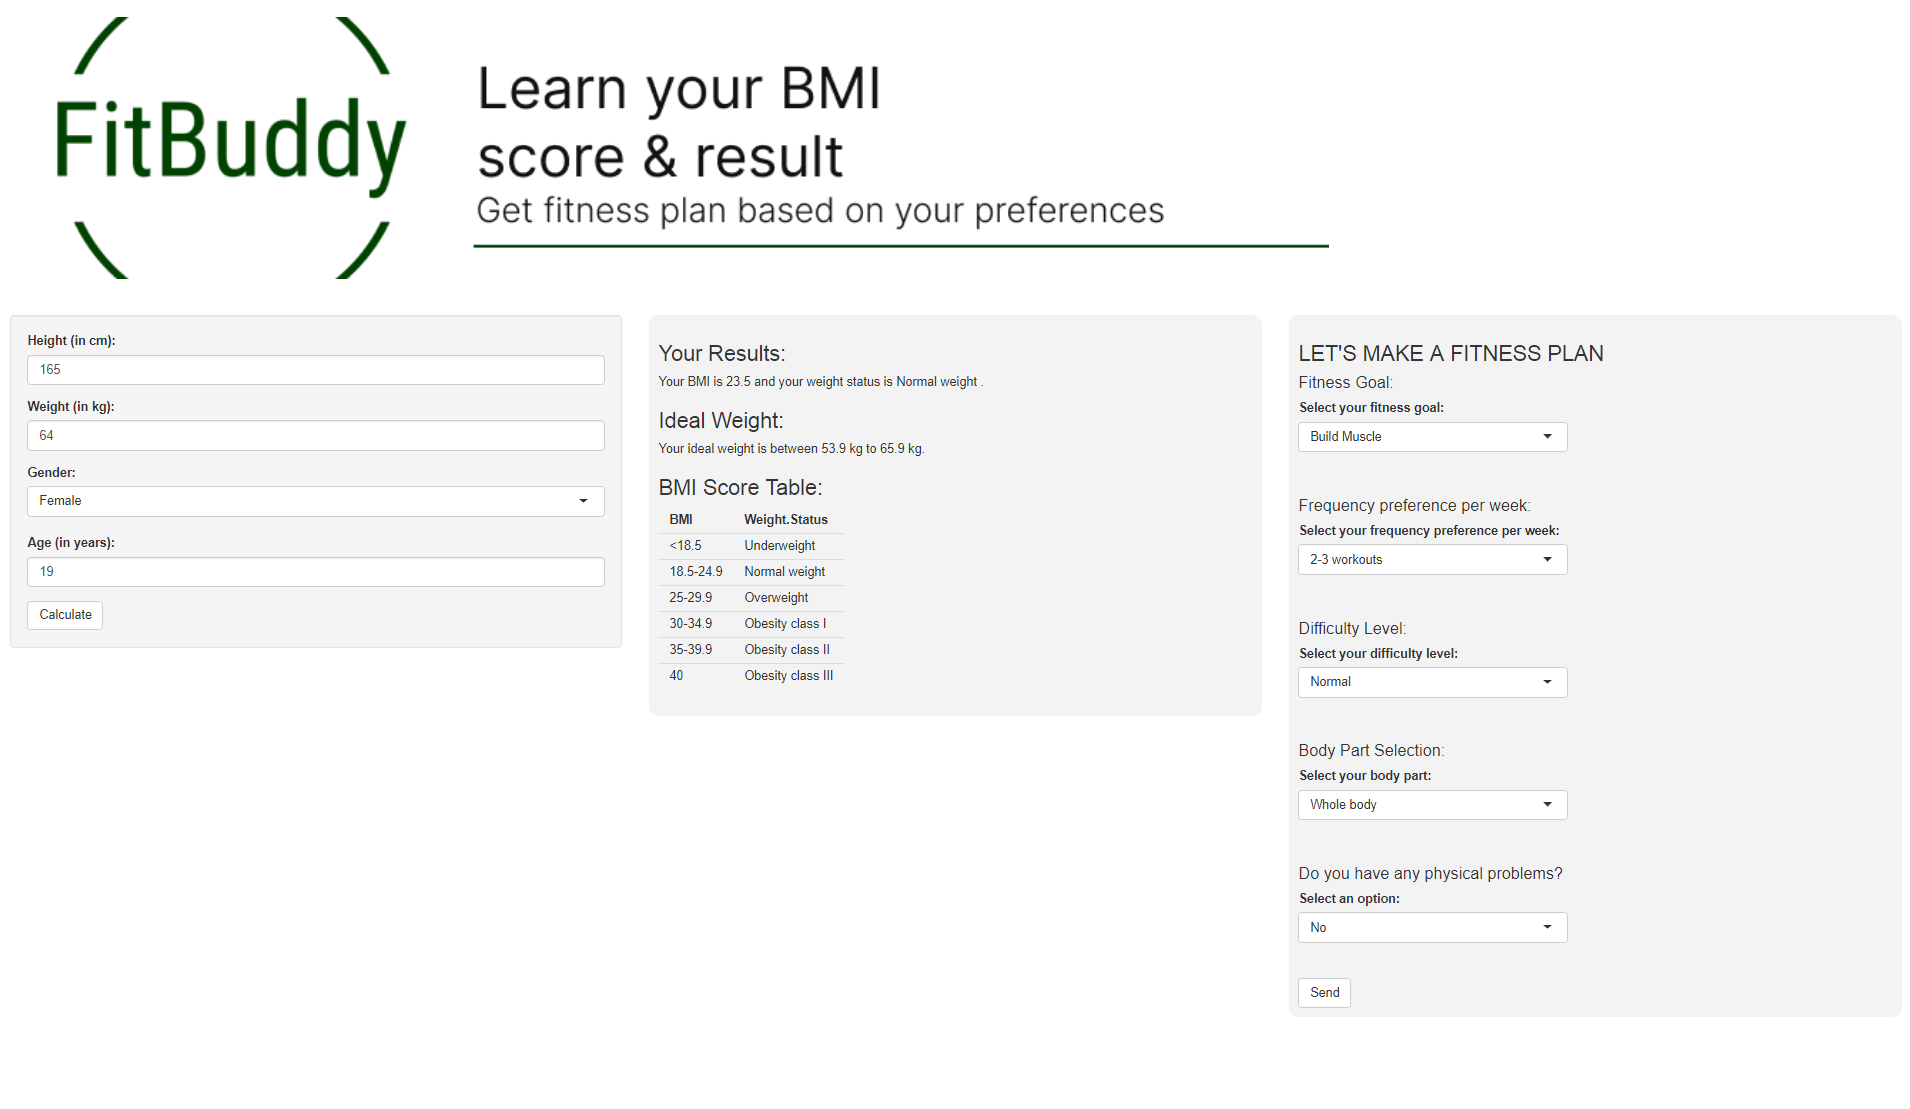 FitBuddy
Learn your BMI
score & result
Get fitness plan based on your preferences
Height (in cm):
165
Weight (in kg):
64
Gender:
Female
Age (in years):
19
Calculate
Your Results:
Your BMI is 23.5 and your weight status is Normal weight .
Ideal Weight:
Your ideal weight is between 53.9 kg to 65.9 kg.
BMI Score Table:
BMI Weight.Status
<18.5 Underweight
18.5-24.9 Normal weight
25-29.9 Overweight
30-34.9 Obesity class I
35-39.9 Obesity class II
40 Obesity class III
LET'S MAKE A FITNESS PLAN
Fitness Goal:
Select your fitness goal:
Build Muscle
Frequency preference per week:
Select your frequency preference per week:
2-3 workouts
Difficulty Level:
Select your difficulty level:
Normal
Body Part Selection:
Select your body part:
Whole body
Do you have any physical problems?
Select an option:
No
Send